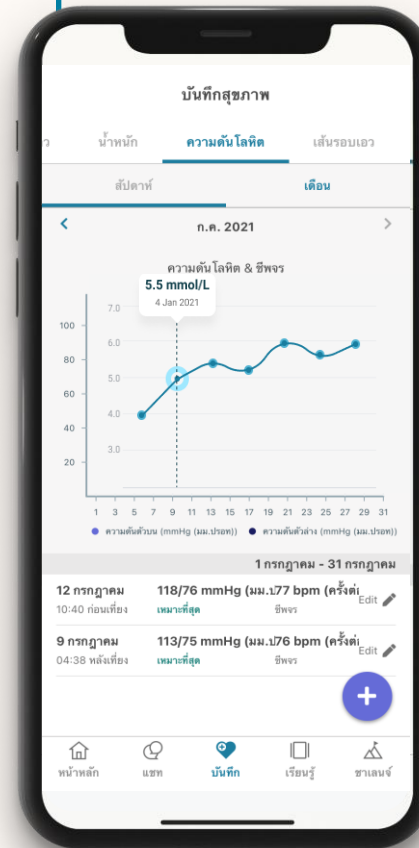 บันทึกสุขภาพ
ว น้ำหนัก ความดันโลหิต เส้นรอบเอว
สัปดาห์ เดือน
ก.ค. 2021
ความดันโลหิต & ชีพจร
5.5 mmol/L
4 Jan 2021
7.0
100
6.0
80
5.0
60
4.0
40
3.0
20
1 3 5 7 9 11 13 15 17 19 21 23 25 27 29 31
ความดันตัวบน (mmHg (มม.ปรอท)) ความดันตัวล่าง (mmHg (มม.ปรอท))
1 กรกฎาคม - 31 กรกฎาคม
12 กรกฎาคม 118/76 mmHg (มม.ป 77 bpm (ครั้งต่ Edit
10:40 ก่อนเที่ยง เหมาะที่สุด ชีพจร
9 กรกฎาคม 113/75 mmHg (มม.ป 76 bpm (ครั้งต่ Edit
04:38 หลังเที่ยง เหมาะที่สุด ชีพจร
หน้าหลัก แชท บันทึก เรียนรู้ ชาเลนจ์